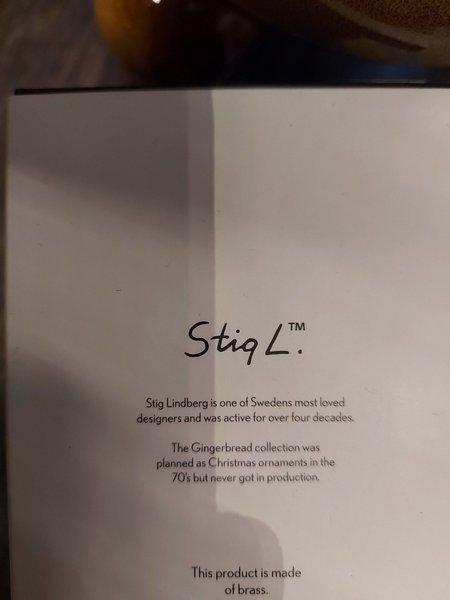 Stig L.™
Stig Lindberg is one of Swedens most loved
designers and was active for over four decades.
The Gingerbread collection was
planned as Christmas ornaments in the
70's but never got in production.
This product is made
of brass.